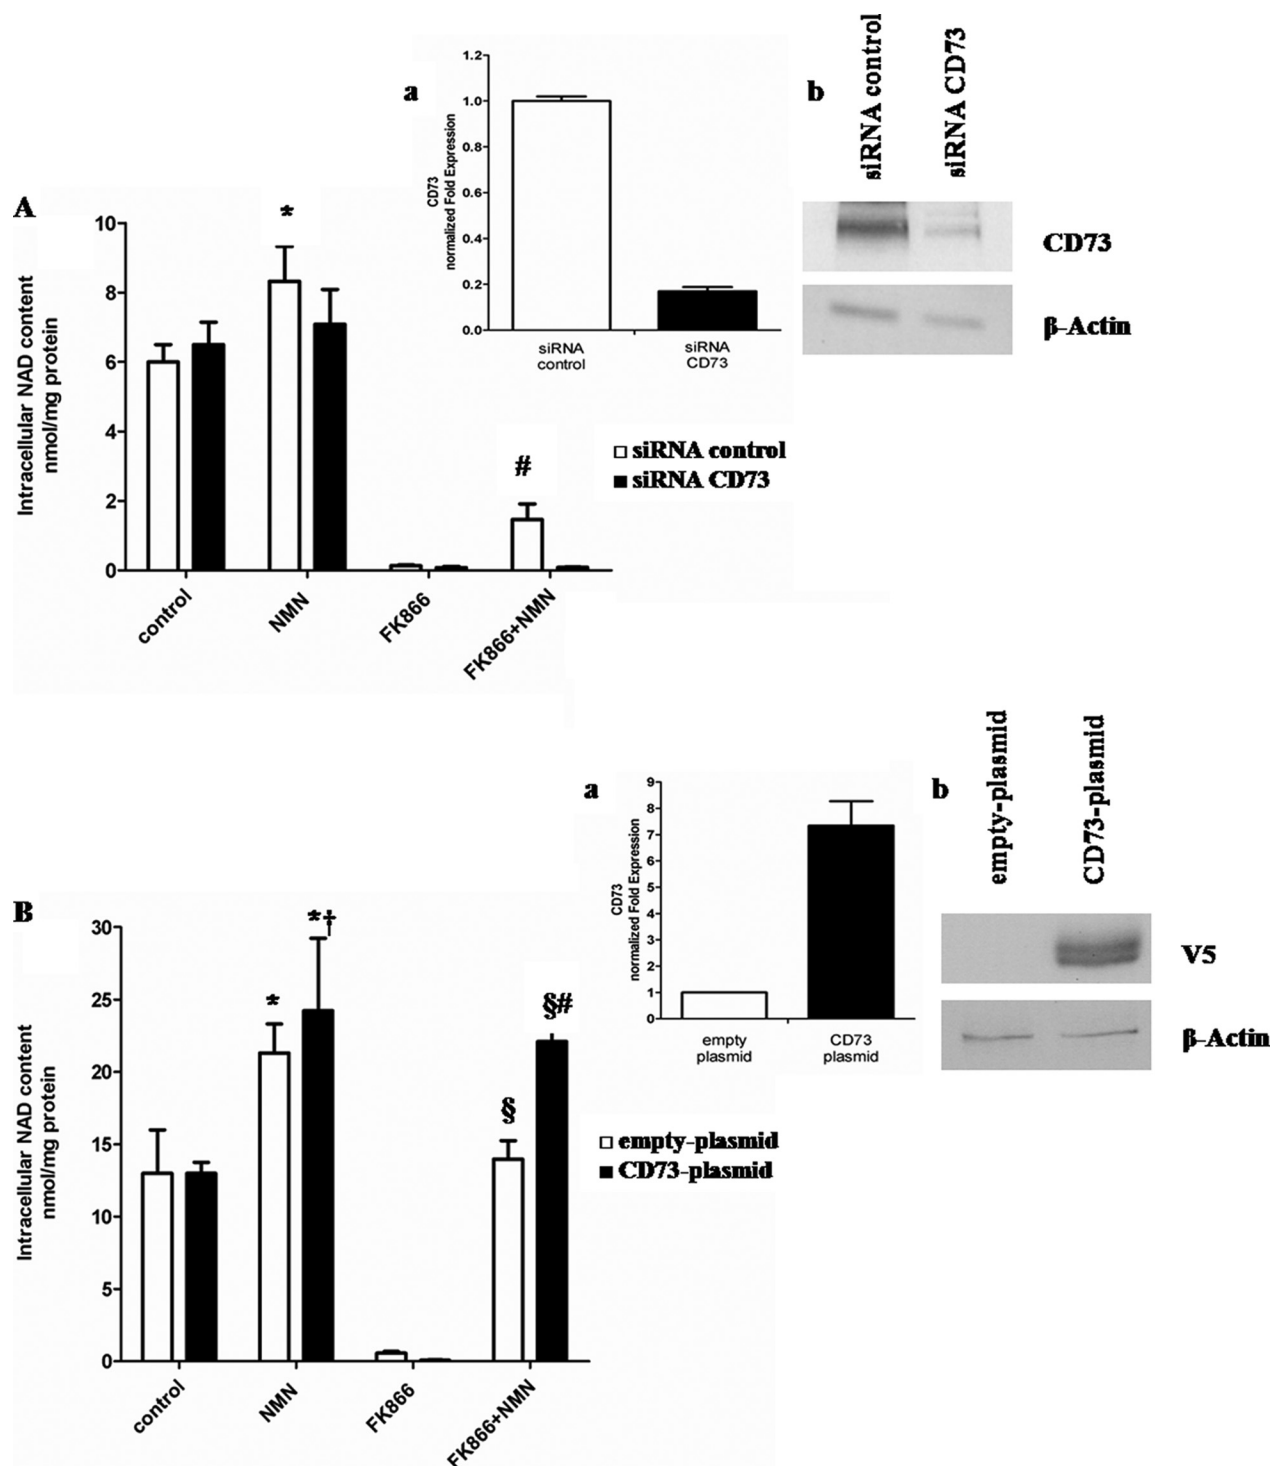 A
Intracellular NAD content
nmol/mg protein
10
8
6
4
2
0
*
#
control
NMN
FK866
FK866+NMN
siRNA control
siRNA CD73
a
CD73
normalized Fold Expression
1.2
1.0
0.8
0.6
0.4
0.2
0.0
siRNA
control
siRNA
CD73
b
siRNA control
siRNA CD73
CD73
β-Actin
B
Intracellular NAD content
nmol/mg protein
30
25
20
15
10
5
0
*
*†
§
§#
control
NMN
FK866
FK866+NMN
empty-plasmid
CD73-plasmid
a
CD73
normalized Fold Expression
9
8
7
6
5
4
3
2
1
0
empty
plasmid
CD73
plasmid
b
empty-plasmid
CD73-plasmid
V5
β-Actin